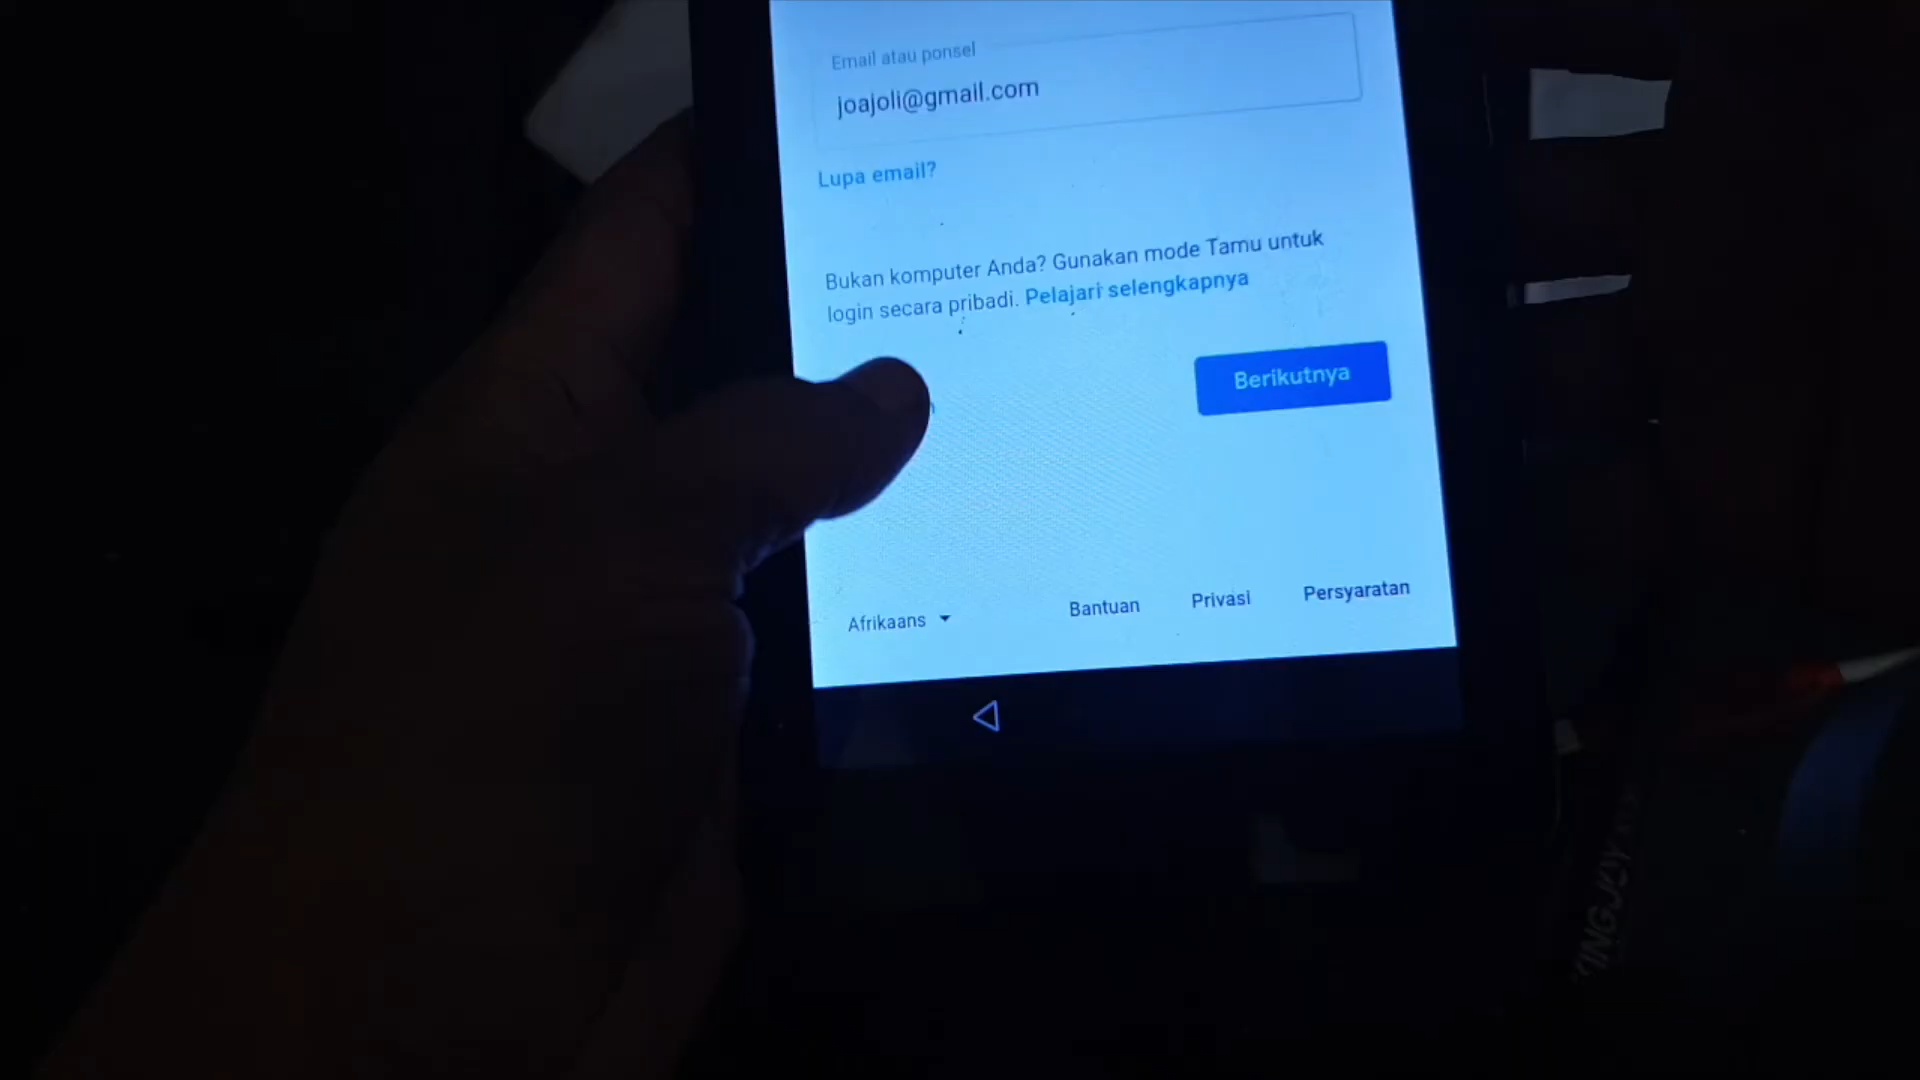 Email atau ponsel
joajoli@gmail.com
Lupa email?
Bukan komputer Anda? Gunakan mode Tamu untuk
login secara pribadi. Pelajari selengkapnya
Berikutnya
Afrikaans
Bantuan
Privasi
Persyaratan